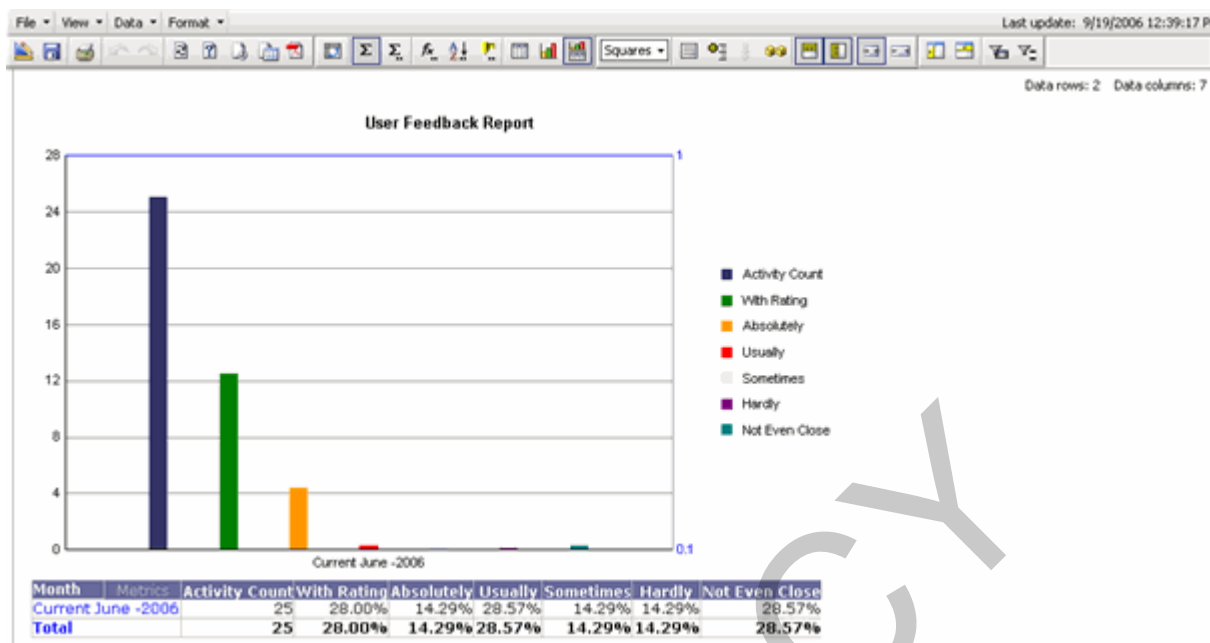 File View Data Format Last update: 9/19/2006 12:39:17 P
Squares
Data rows: 2 Data columns: 7
User Feedback Report
28
24
20
16
12
8
4
0
1
0.1
Current June -2006
Activity Count
With Rating
Absolutely
Usually
Sometimes
Hardly
Not Even Close
Month Metrics Activity Count With Rating Absolutely Usually Sometimes Hardly Not Even Close
Current June -2006 25 28.00% 14.29% 28.57% 14.29% 14.29% 28.57%
Total 25 28.00% 14.29% 28.57% 14.29% 14.29% 28.57%
CY